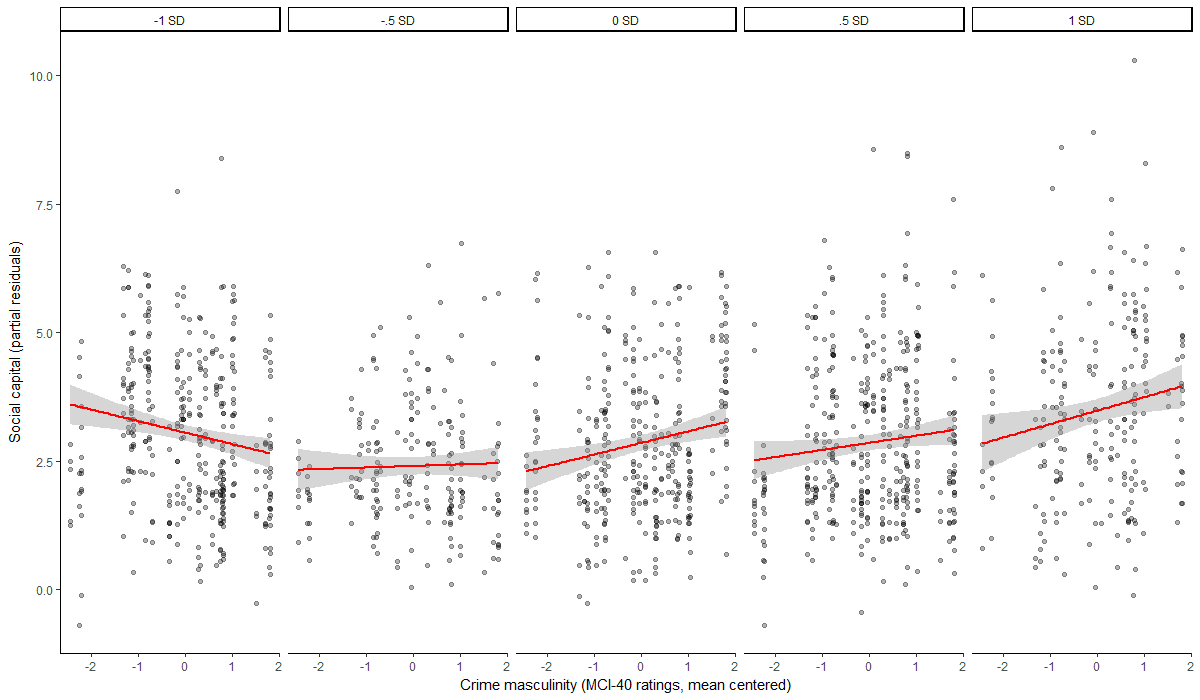 -1 SD -.5 SD 0 SD .5 SD 1 SD
Social capital (partial residuals)
10.0
7.5
5.0
2.5
0.0
-2 -1 0 1 2 -2 -1 0 1 2 -2 -1 0 1 2 -2 -1 0 1 2 -2 -1 0 1 2
Crime masculinity (MCI-40 ratings, mean centered)